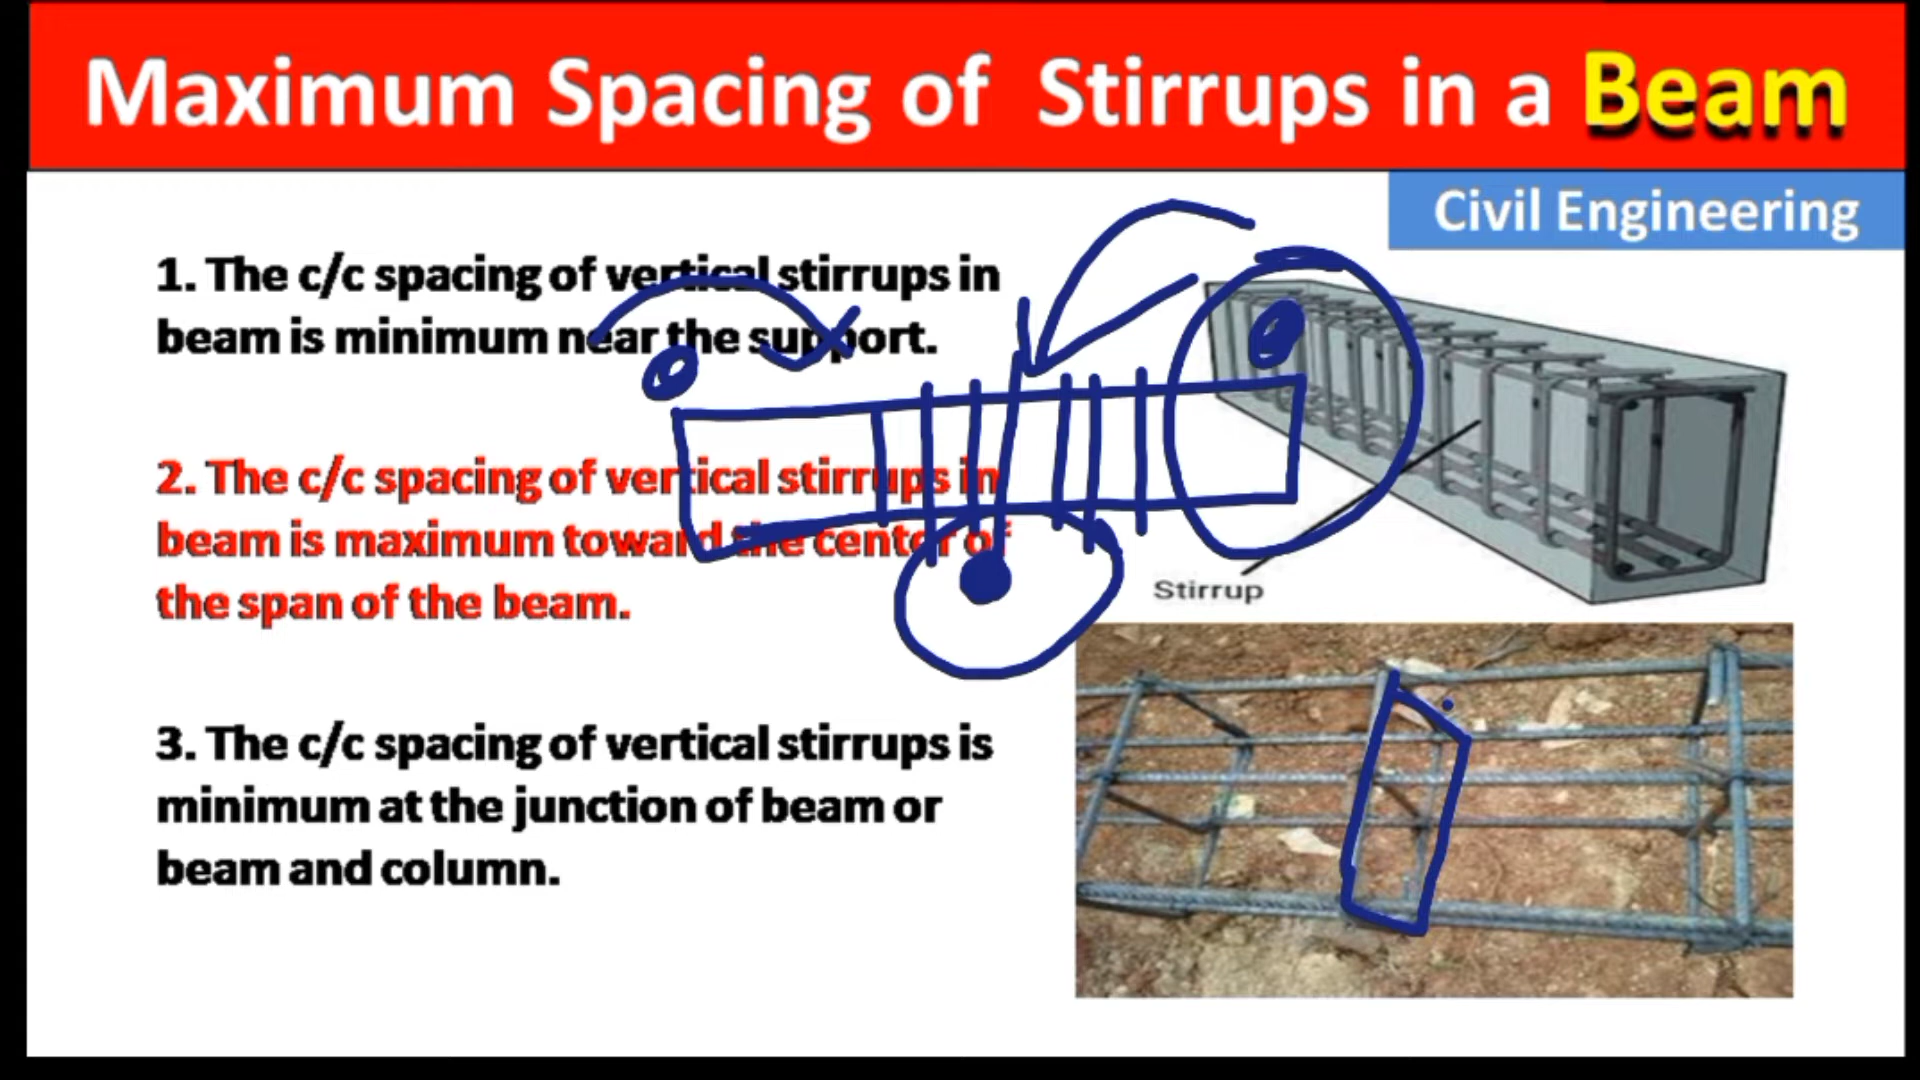 Maximum Spacing of Stirrups in a Beam
Civil Engineering
1. The c/c spacing of vertical stirrups in
beam is minimum near the support.
2. The c/c spacing of vertical stirrups in
beam is maximum toward the center of
the span of the beam.
3. The c/c spacing of vertical stirrups is
minimum at the junction of beam or
beam and column.
Stirrup